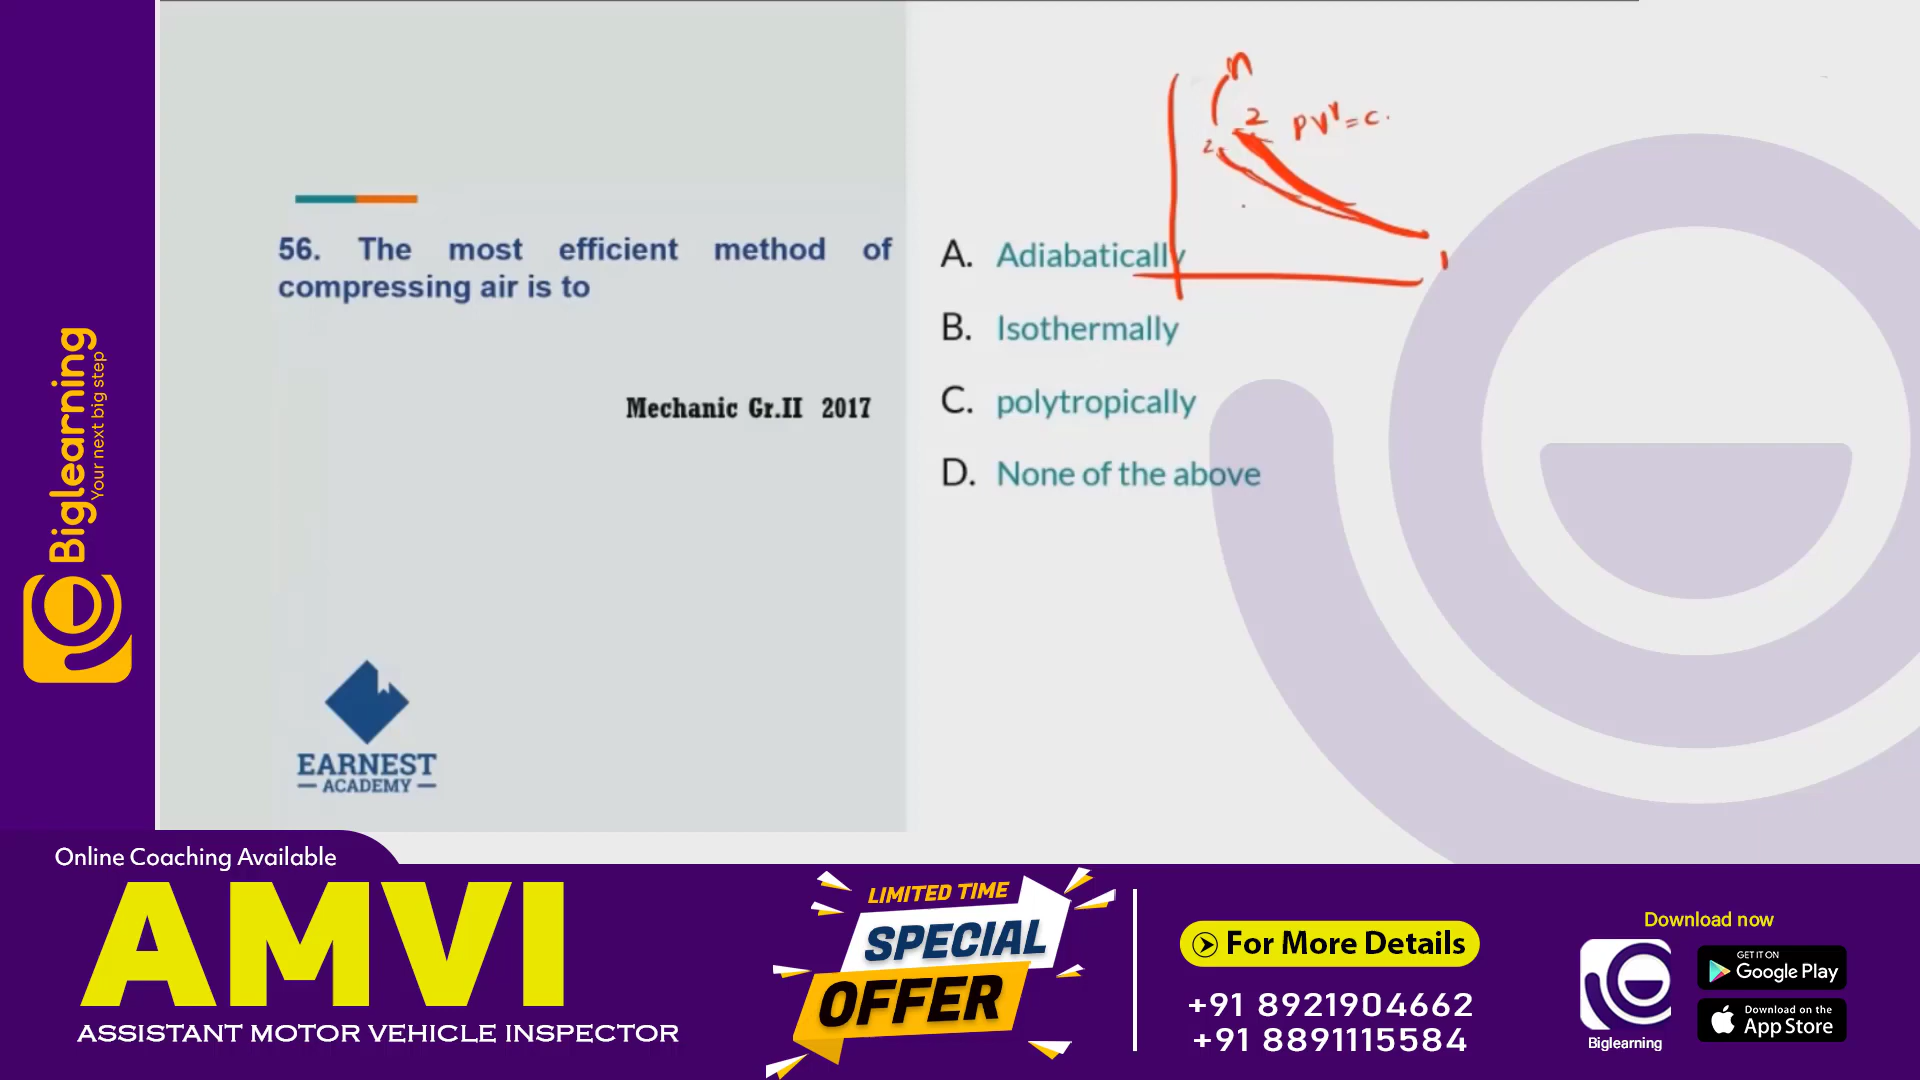 56. The most efficient method of
compressing air is to
Mechanic Gr.II 2017
A. Adiabatically
B. Isothermally
C. polytropically
D. None of the above
n
2
2
PVᵞ=C.
1
Biglearning
Your next big step
EARNEST
ACADEMY
Online Coaching Available
AMVI
ASSISTANT MOTOR VEHICLE INSPECTOR
LIMITED TIME
SPECIAL
OFFER
For More Details
+91 8921904662
+91 8891115584
Download now
Biglearning
GET IT ON
Google Play
Download on the
App Store